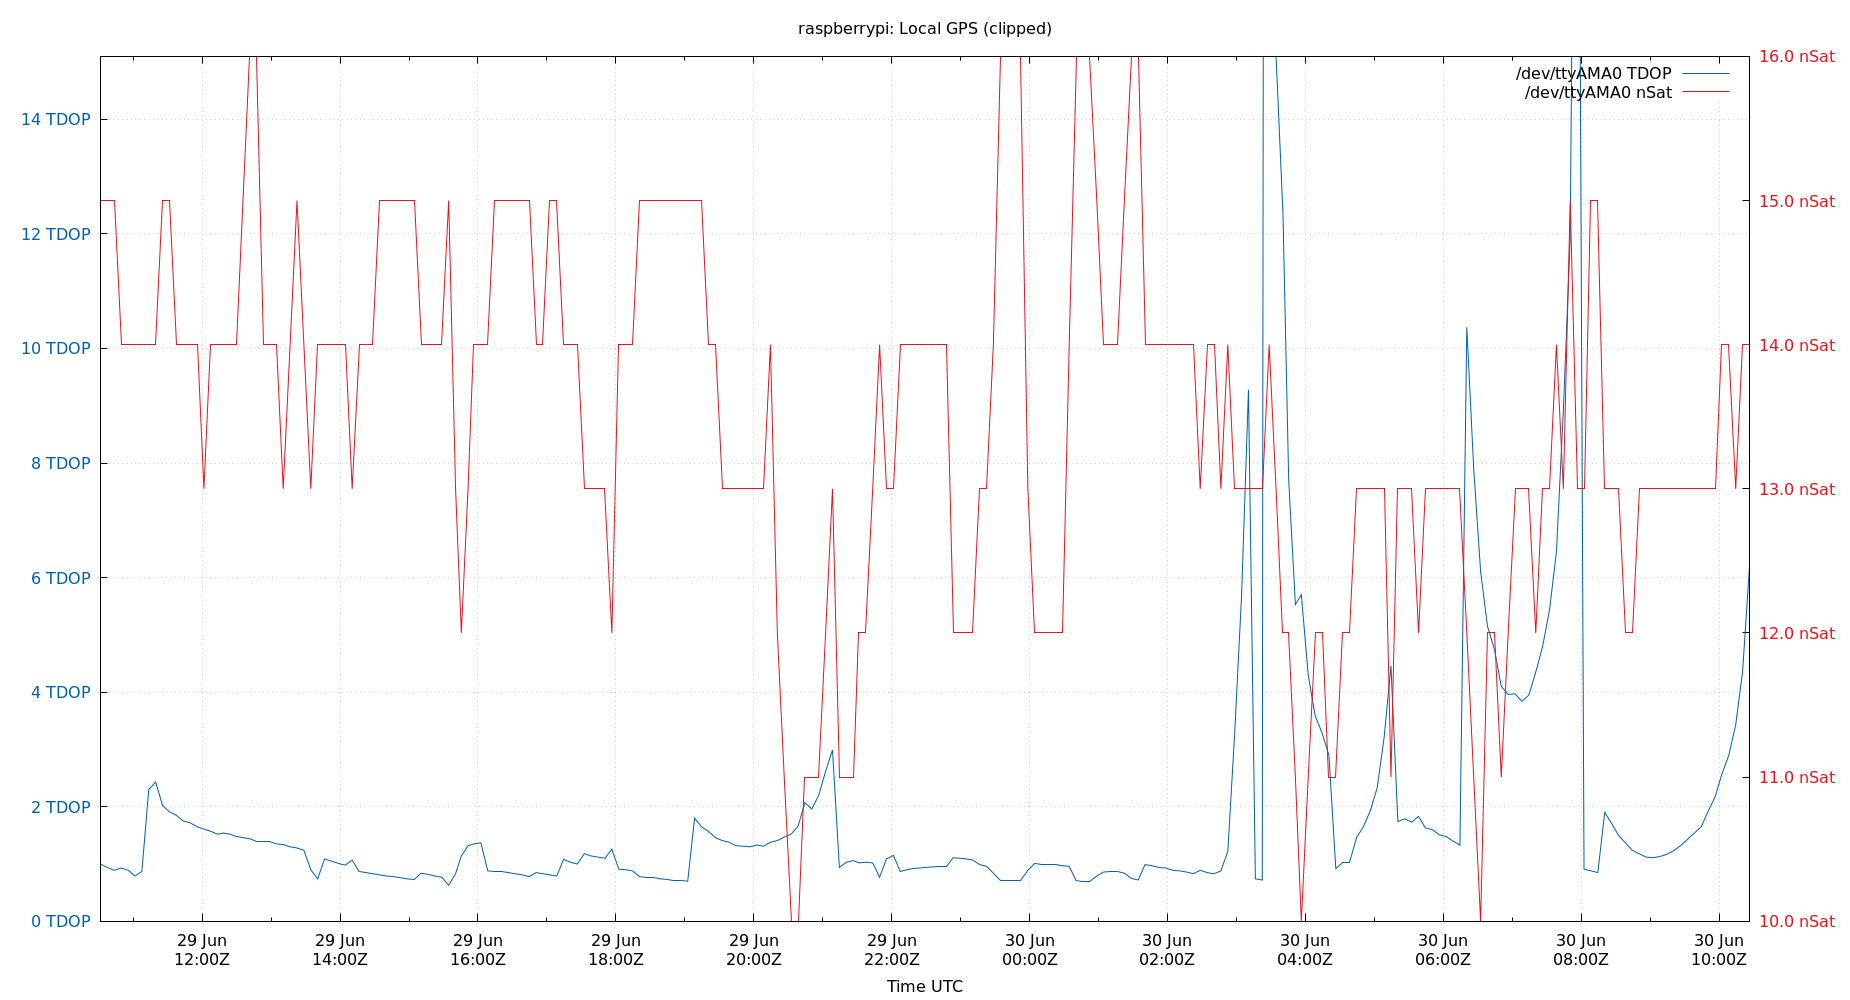 raspberrypi: Local GPS (clipped)
/dev/ttyAMA0 TDOP
/dev/ttyAMA0 nSat
14 TDOP
12 TDOP
10 TDOP
8 TDOP
6 TDOP
4 TDOP
2 TDOP
0 TDOP
16.0 nSat
15.0 nSat
14.0 nSat
13.0 nSat
12.0 nSat
11.0 nSat
10.0 nSat
29 Jun
12:00Z
29 Jun
14:00Z
29 Jun
16:00Z
29 Jun
18:00Z
29 Jun
20:00Z
29 Jun
22:00Z
30 Jun
00:00Z
30 Jun
02:00Z
30 Jun
04:00Z
30 Jun
06:00Z
30 Jun
08:00Z
30 Jun
10:00Z
Time UTC